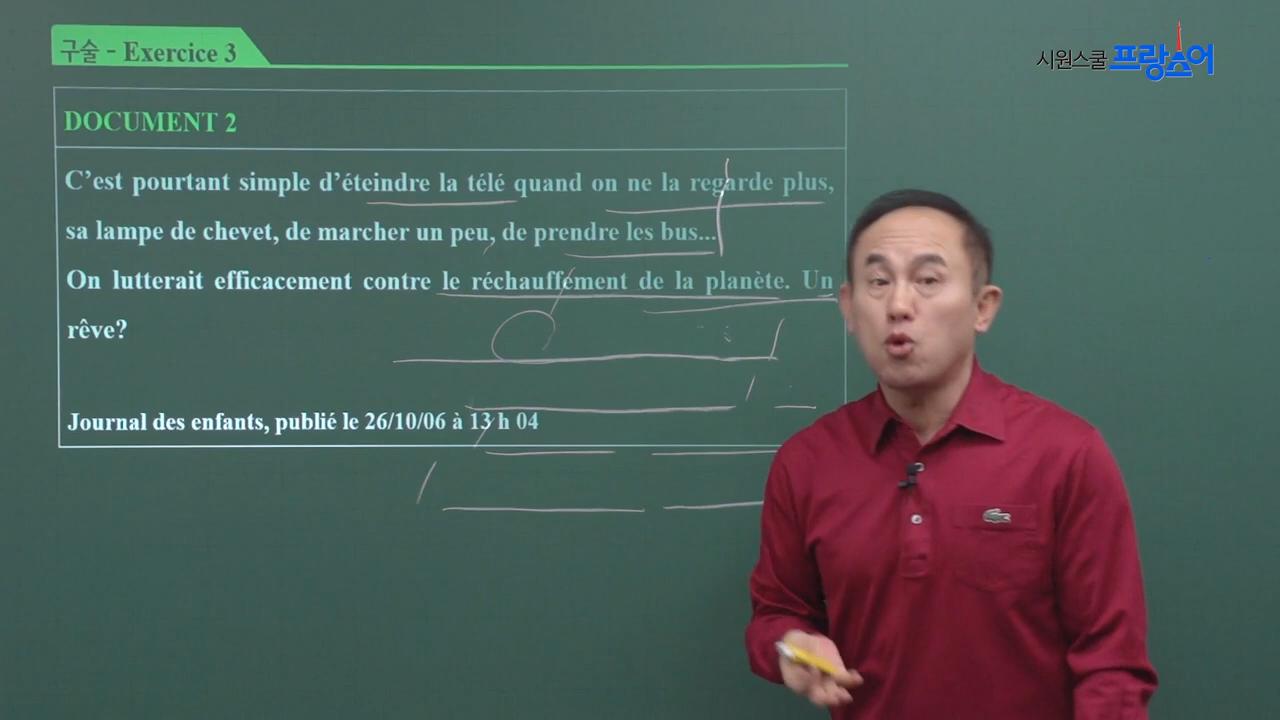 구술 - Exercice 3
시원스쿨 프랑스어
DOCUMENT 2
C'est pourtant simple d'éteindre la télé quand on ne la regarde plus,
sa lampe de chevet, de marcher un peu, de prendre les bus...
On lutterait efficacement contre le réchauffement de la planète. Un
rêve?
Journal des enfants, publié le 26/10/06 à 13 h 04